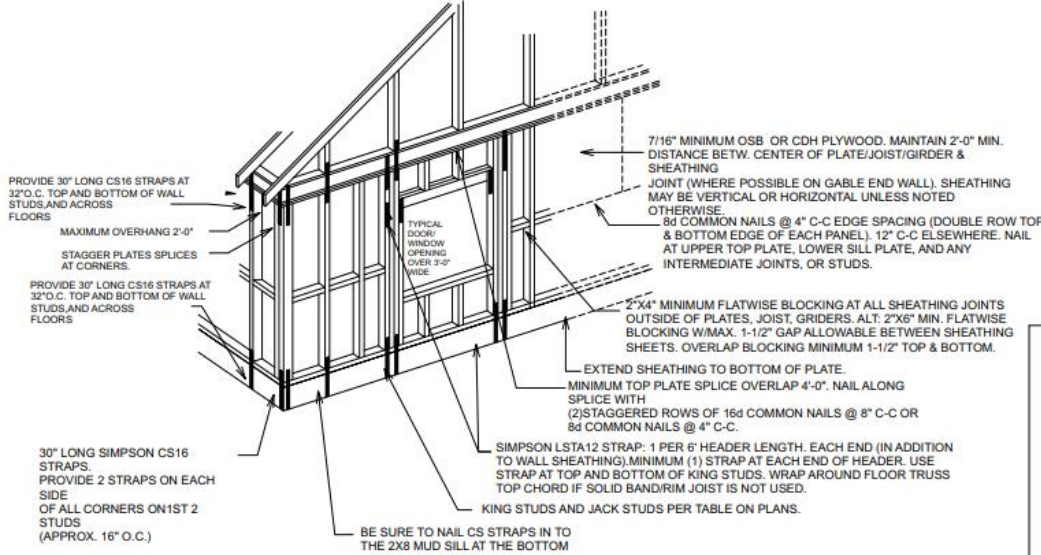 PROVIDE 30" LONG CS16 STRAPS AT
32"O.C. TOP AND BOTTOM OF WALL
STUDS,AND ACROSS
FLOORS
MAXIMUM OVERHANG 2'-0"
STAGGER PLATES SPLICES
AT CORNERS.
PROVIDE 30" LONG CS16 STRAPS AT
32"O.C. TOP AND BOTTOM OF WALL
STUDS,AND ACROSS
FLOORS
30" LONG SIMPSON CS16
STRAPS.
PROVIDE 2 STRAPS ON EACH
SIDE
OF ALL CORNERS ON1ST 2
STUDS
(APPROX. 16" O.C.)
TYPICAL
DOOR/
WINDOW
OPENING
OVER 3'-0"
WIDE
7/16" MINIMUM OSB OR CDH PLYWOOD. MAINTAIN 2'-0" MIN.
DISTANCE BETW. CENTER OF PLATE/JOIST/GIRDER &
SHEATHING
JOINT (WHERE POSSIBLE ON GABLE END WALL). SHEATHING
MAY BE VERTICAL OR HORIZONTAL UNLESS NOTED
OTHERWISE.
8d COMMON NAILS @ 4" C-C EDGE SPACING (DOUBLE ROW TOP
& BOTTOM EDGE OF EACH PANEL). 12" C-C ELSEWHERE. NAIL
AT UPPER TOP PLATE, LOWER SILL PLATE, AND ANY
INTERMEDIATE JOINTS, OR STUDS.
2"X4" MINIMUM FLATWISE BLOCKING AT ALL SHEATHING JOINTS
OUTSIDE OF PLATES, JOIST, GRIDERS. ALT: 2"X6" MIN. FLATWISE
BLOCKING W/MAX. 1-1/2" GAP ALLOWABLE BETWEEN SHEATHING
SHEETS. OVERLAP BLOCKING MINIMUM 1-1/2" TOP & BOTTOM.
EXTEND SHEATHING TO BOTTOM OF PLATE.
MINIMUM TOP PLATE SPLICE OVERLAP 4'-0". NAIL ALONG
SPLICE WITH
(2)STAGGERED ROWS OF 16d COMMON NAILS @ 8" C-C OR
8d COMMON NAILS @ 4" C-C.
SIMPSON LSTA12 STRAP: 1 PER 6' HEADER LENGTH. EACH END (IN ADDITION
TO WALL SHEATHING).MINIMUM (1) STRAP AT EACH END OF HEADER. USE
STRAP AT TOP AND BOTTOM OF KING STUDS. WRAP AROUND FLOOR TRUSS
TOP CHORD IF SOLID BAND/RIM JOIST IS NOT USED.
KING STUDS AND JACK STUDS PER TABLE ON PLANS.
BE SURE TO NAIL CS STRAPS IN TO
THE 2X8 MUD SILL AT THE BOTTOM